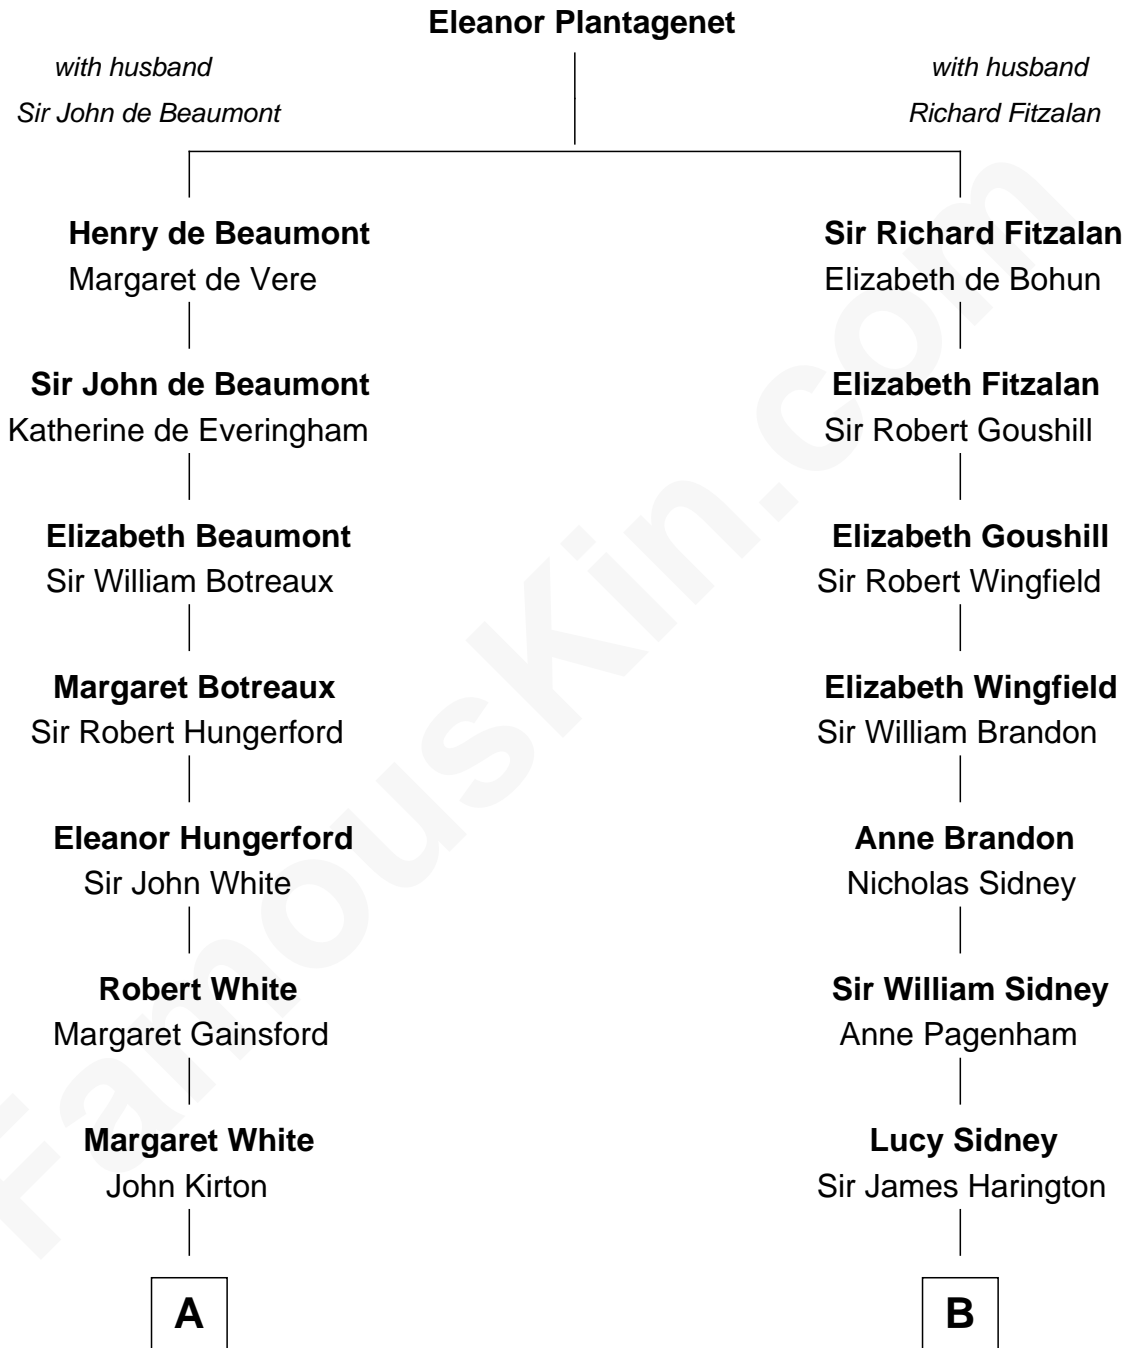 Eleanor Plantagenet
with husband
Sir John de Beaumont
with husband
Richard Fitzalan
Henry de Beaumont
Margaret de Vere
Sir Richard Fitzalan
Elizabeth de Bohun
Sir John de Beaumont
Katherine de Everingham
Elizabeth Fitzalan
Sir Robert Goushill
Elizabeth Beaumont
Sir William Botreaux
Elizabeth Goushill
Sir Robert Wingfield
Margaret Botreaux
Sir Robert Hungerford
Elizabeth Wingfield
Sir William Brandon
Eleanor Hungerford
Sir John White
Anne Brandon
Nicholas Sidney
Robert White
Margaret Gainsford
Sir William Sidney
Anne Pagenham
Margaret White
John Kirton
Lucy Sidney
Sir James Harington
A
B
FamousKin.com